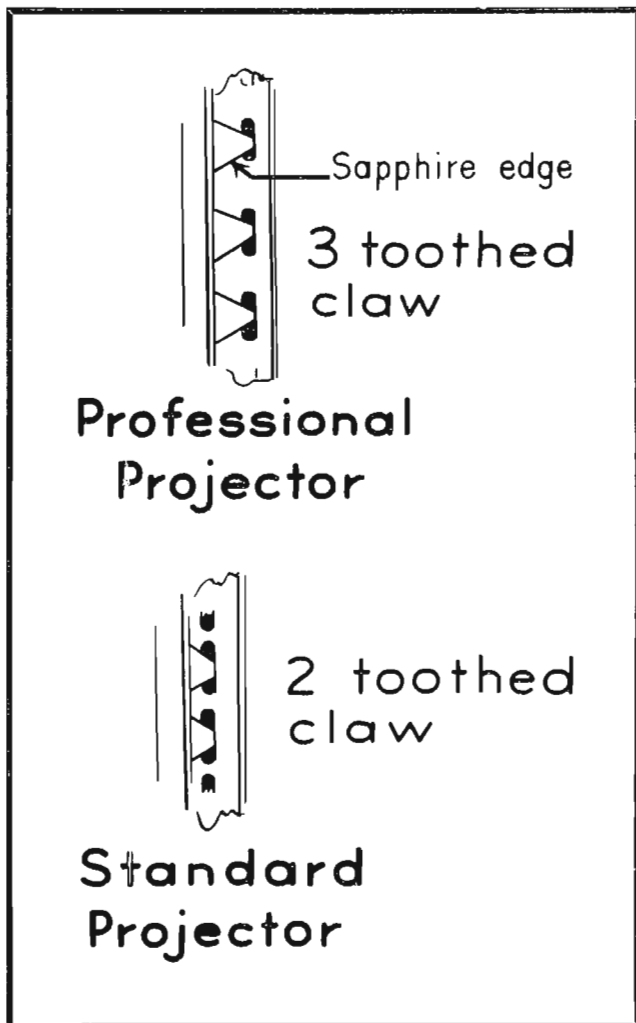 Sapphire edge
3 toothed
claw
Professional
Projector
2 toothed
claw
Standard
Projector